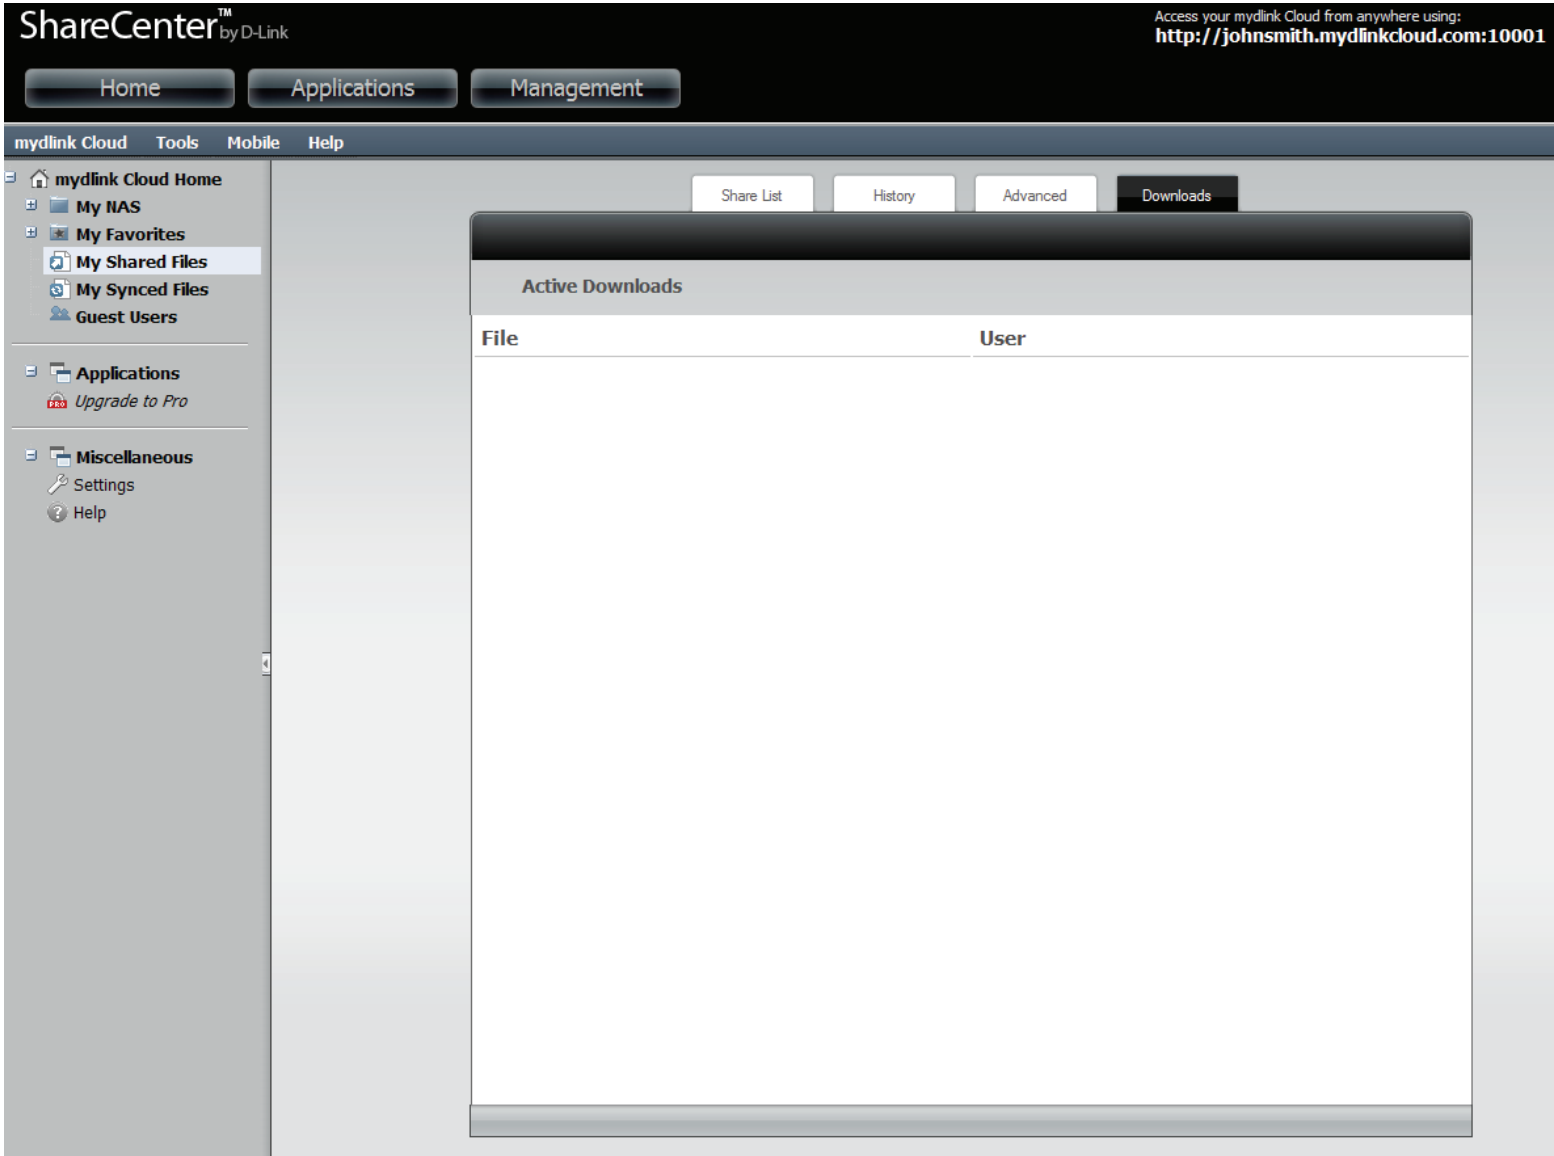 ShareCenter™ by D-Link
Access your mydlink Cloud from anywhere using:
http://johnsmith.mydlinkcloud.com:10001
Home Applications Management
mydlink Cloud Tools Mobile Help
mydlink Cloud Home
My NAS
My Favorites
My Shared Files
My Synced Files
Guest Users
Applications
PRO Upgrade to Pro
Miscellaneous
Settings
Help
Share List History Advanced Downloads
Active Downloads
File User